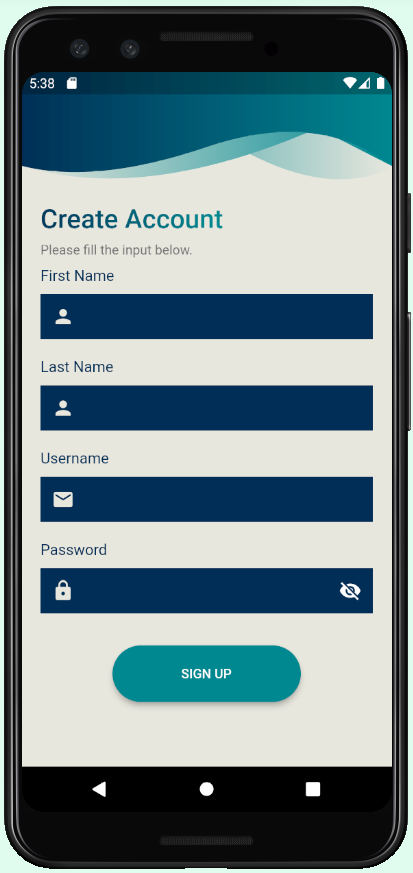 5:38
Create Account
Please fill the input below.
First Name
Last Name
Username
Password
SIGN UP